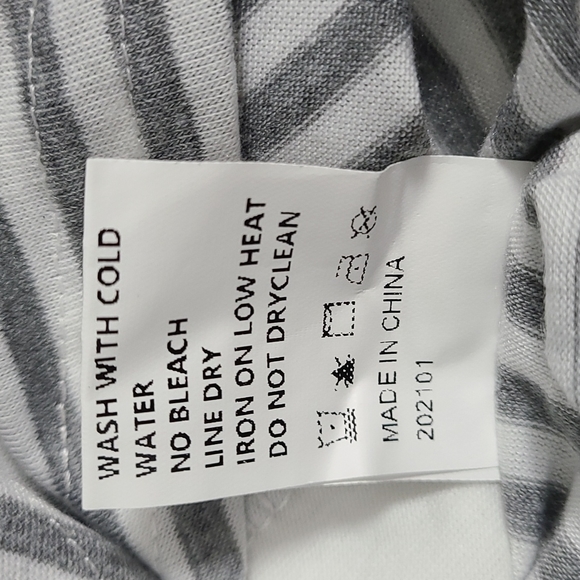 WASH WITH COLD
WATER
NO BLEACH
LINE DRY
IRON ON LOW HEAT
DO NOT DRYCLEAN
MADE IN CHINA
202101